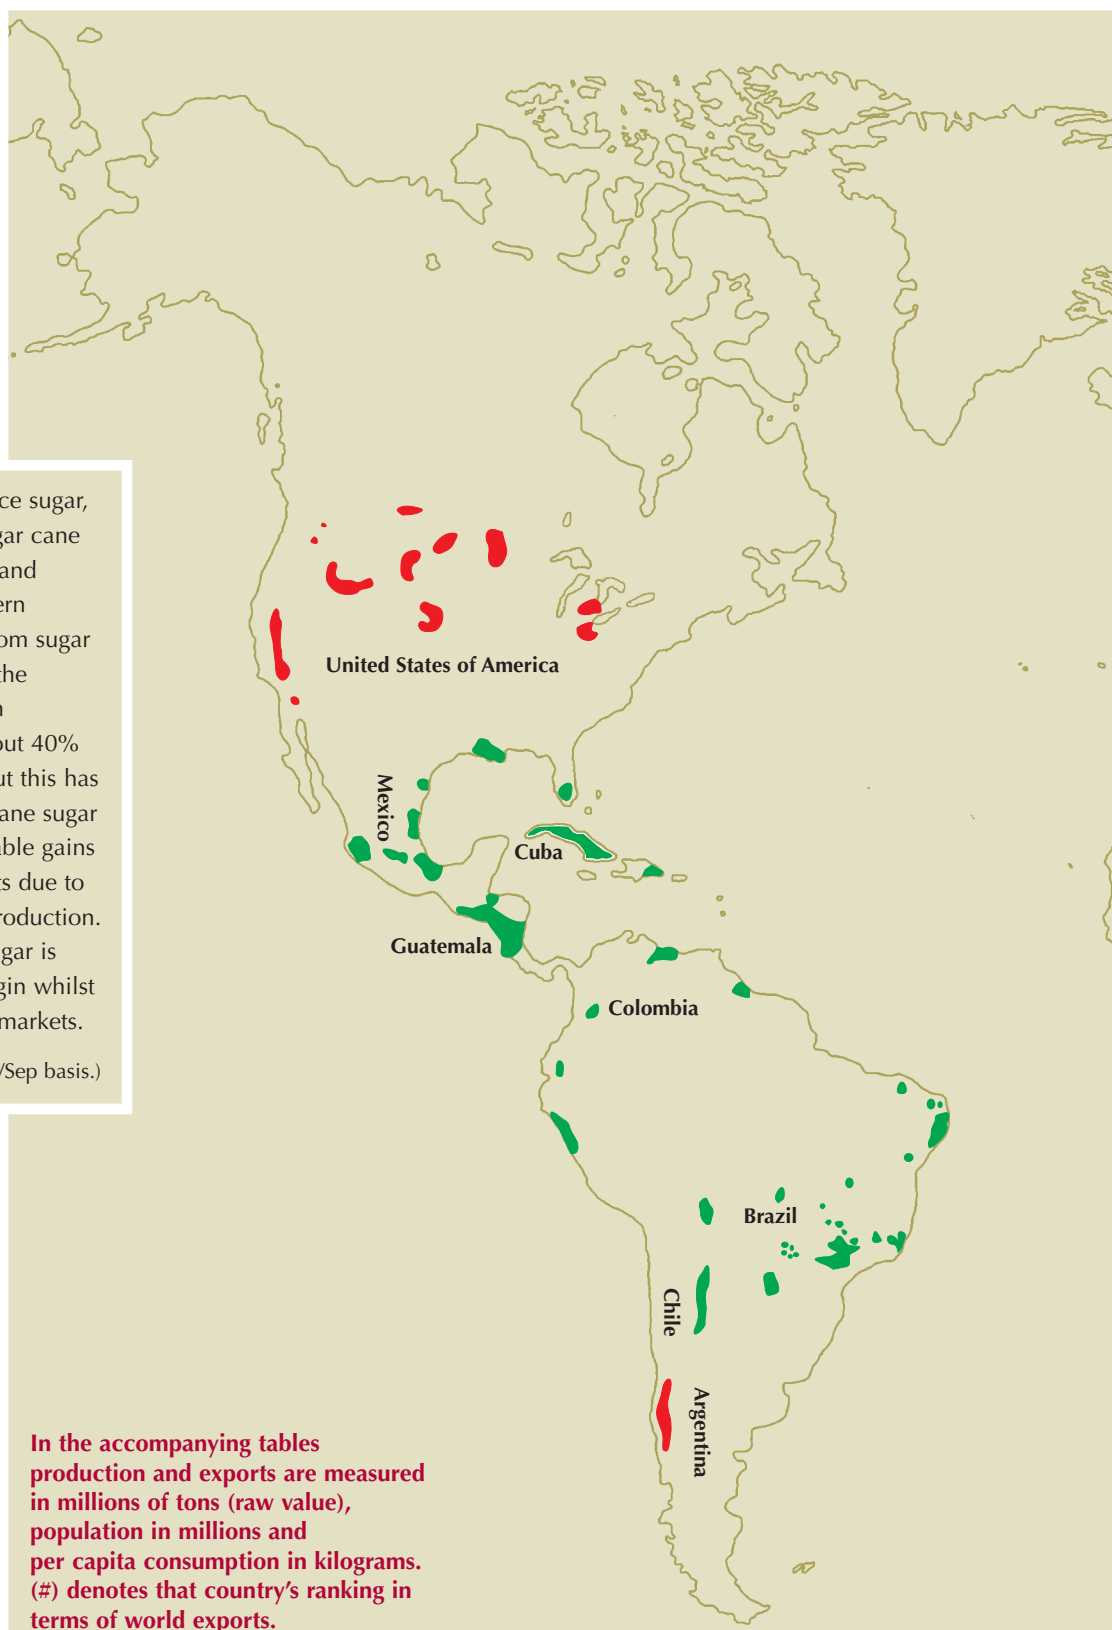 ce sugar,
gar cane
and
ern
om sugar
the
n
out 40%
ut this has
ane sugar
able gains
ts due to
roduction.
gar is
gin whilst
markets.
/Sep basis.)
United States of America
Mexico
Cuba
Guatemala
Colombia
Brazil
Chile
Argentina
In the accompanying tables
production and exports are measured
in millions of tons (raw value),
population in millions and
per capita consumption in kilograms.
(#) denotes that country's ranking in
terms of world exports.